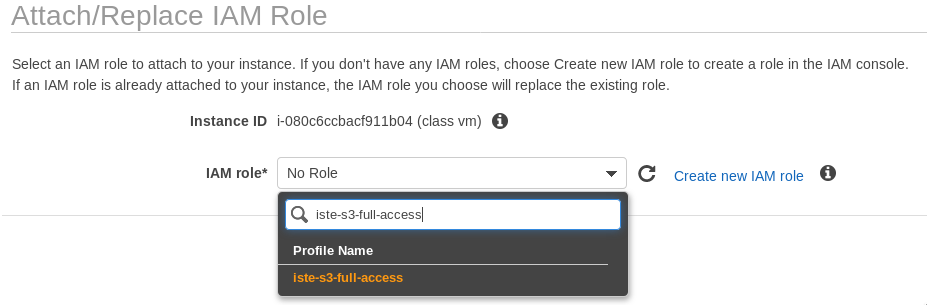 Attach/Replace IAM Role
Select an IAM role to attach to your instance. If you don't have any IAM roles, choose Create new IAM role to create a role in the IAM console.
If an IAM role is already attached to your instance, the IAM role you choose will replace the existing role.
Instance ID i-080c6ccbacf911b04 (class vm)
IAM role* No Role Create new IAM role
iste-s3-full-access
Profile Name
iste-s3-full-access